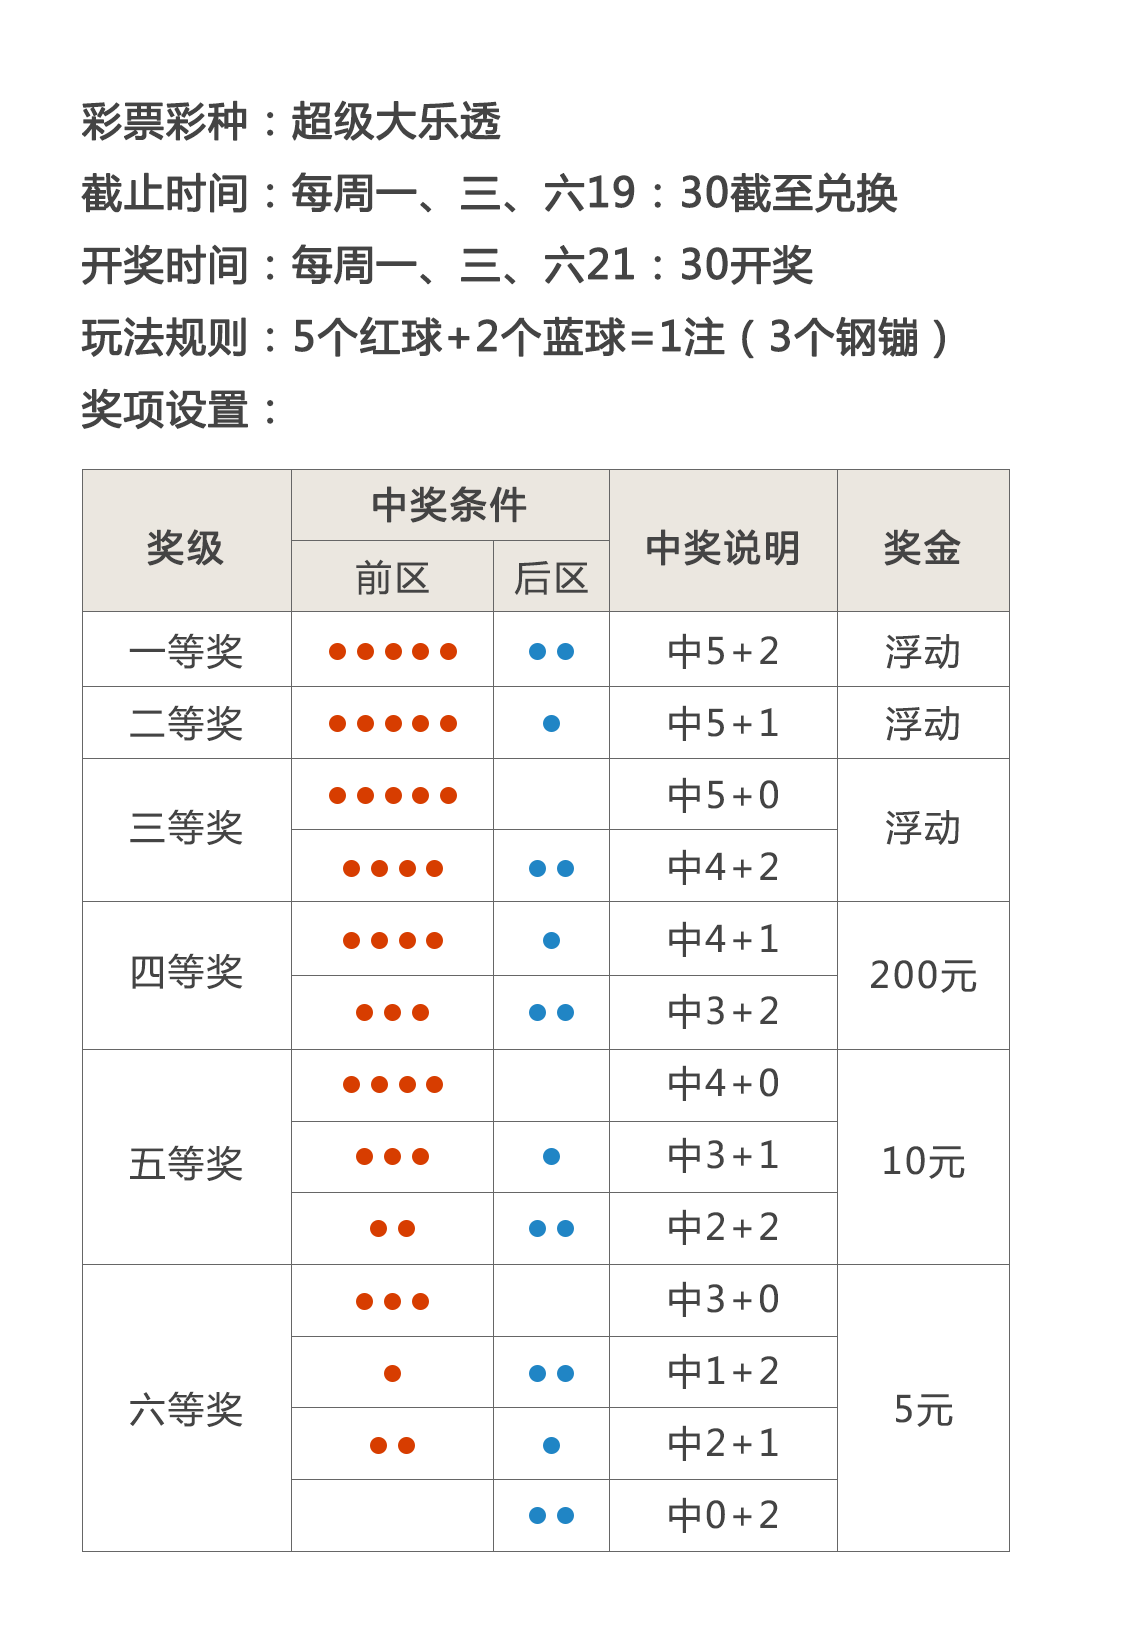 彩票彩种：超级大乐透
截止时间：每周一、三、六19：30截至兑换
开奖时间：每周一、三、六21：30开奖
玩法规则：5个红球+2个蓝球=1注（3个钢镚）
奖项设置：
奖级 中奖条件 中奖说明 奖金
前区 后区
一等奖 中5+2 浮动
二等奖 中5+1 浮动
三等奖 中5+0 浮动
中4+2
四等奖 中4+1 200元
中3+2
五等奖 中4+0 10元
中3+1
中2+2
六等奖 中3+0 5元
中1+2
中2+1
中0+2